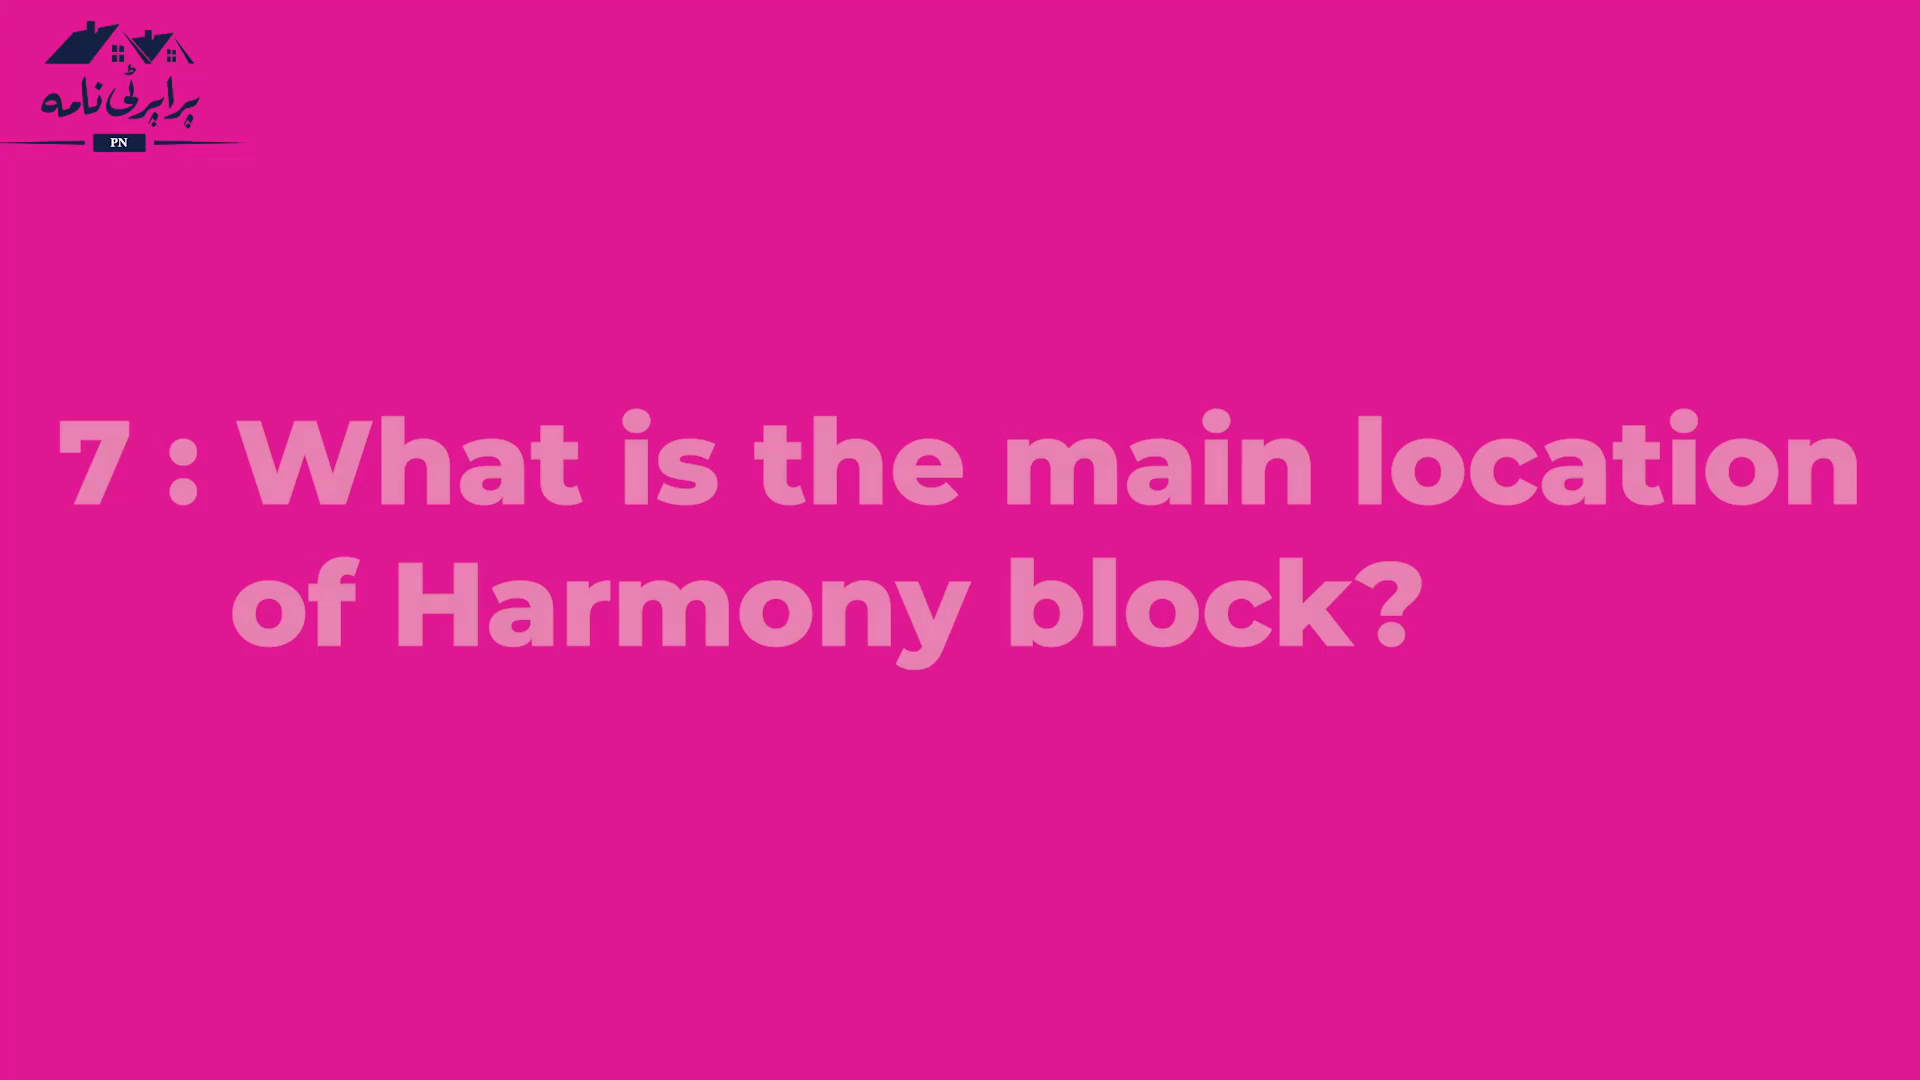 پراپرٹی نامہ
PN
7 : What is the main location
of Harmony block?